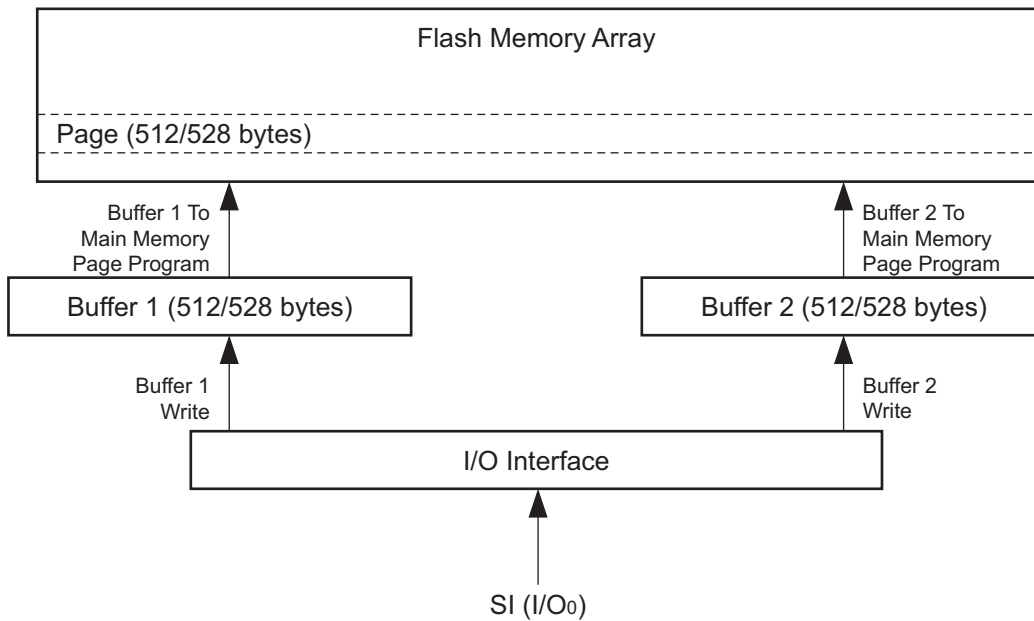 Flash Memory Array
Page (512/528 bytes)
Buffer 1 To
Main Memory
Page Program
Buffer 2 To
Main Memory
Page Program
Buffer 1 (512/528 bytes)
Buffer 2 (512/528 bytes)
Buffer 1
Write
Buffer 2
Write
I/O Interface
SI (I/O0)